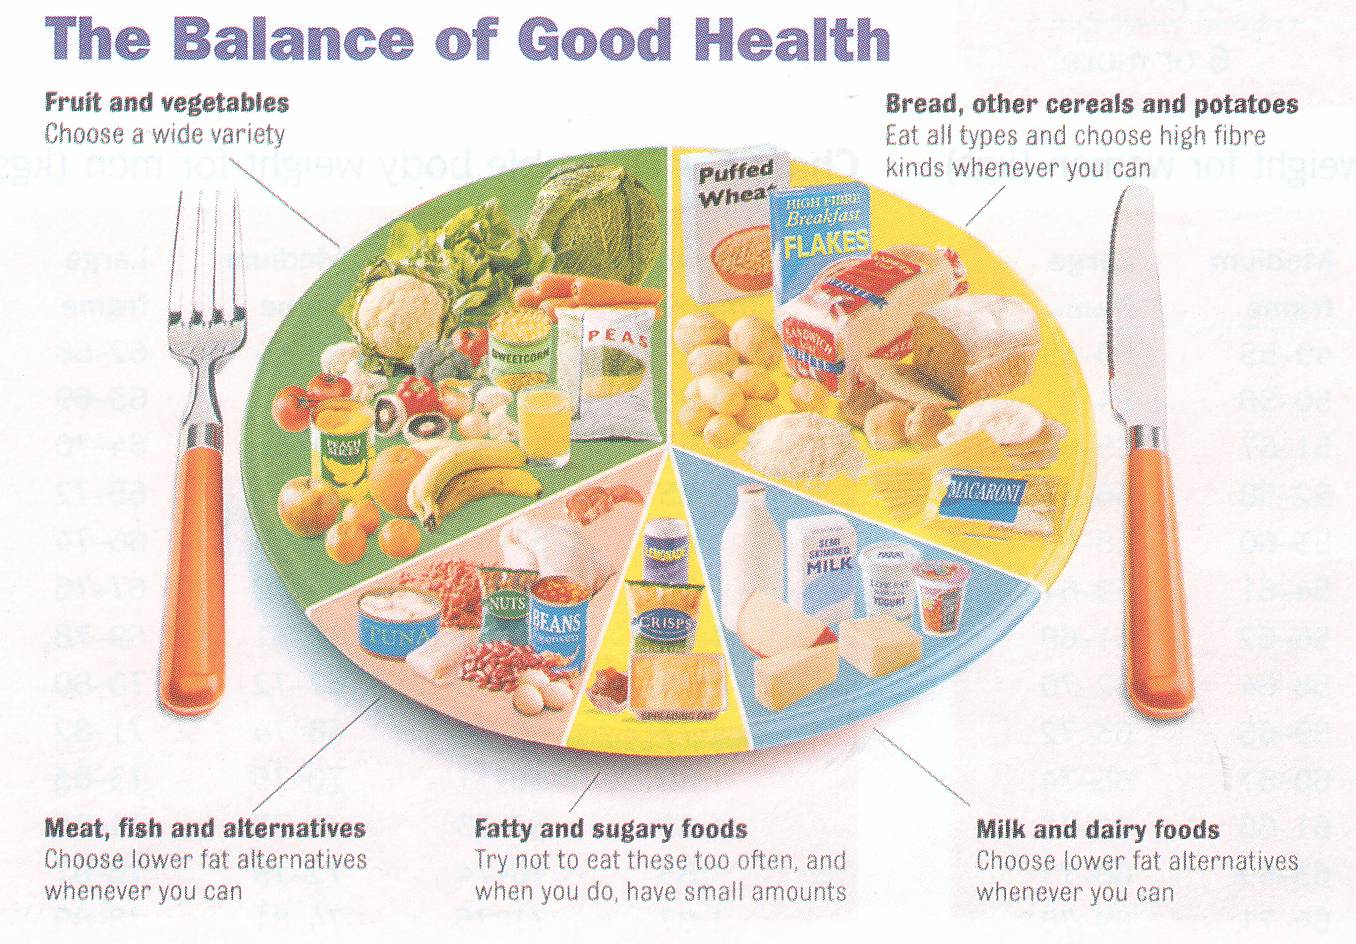 The Balance of Good Health
Fruit and vegetables
Choose a wide variety
Bread, other cereals and potatoes
Eat all types and choose high fibre
kinds whenever you can
Puffed
Wheat
HIGH FIBRE
Breakfast
FLAKES
SANDWICH
WHITE
PEAS
SWEETCORN
PEACH
SLICES
MACARONI
LEMONADE
SEMI
SKIMMED
MILK
LOW FAT
YOGURT
NUTS
BEANS
TUNA
CRISPS
SPREADING FAT
Meat, fish and alternatives
Choose lower fat alternatives
whenever you can
Fatty and sugary foods
Try not to eat these too often, and
when you do, have small amounts
Milk and dairy foods
Choose lower fat alternatives
whenever you can